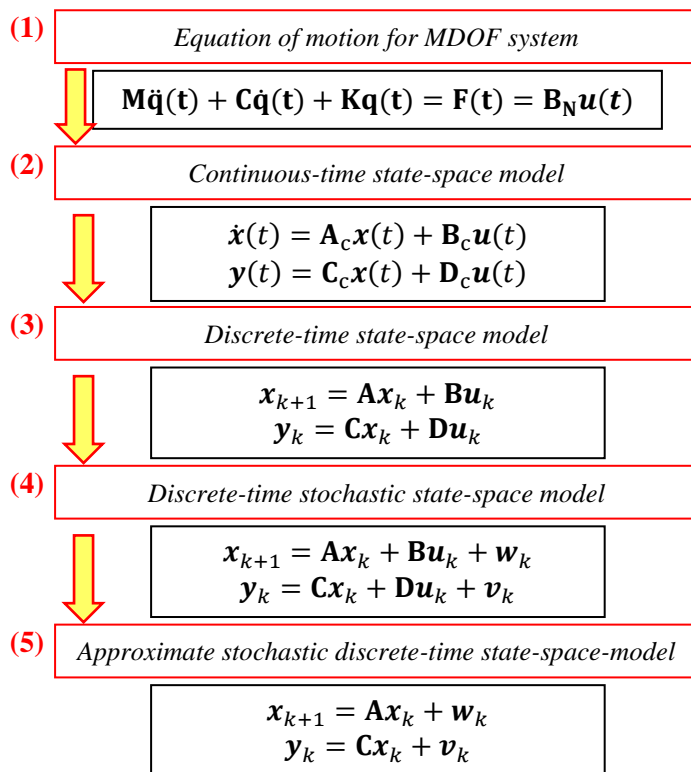 (1)
Equation of motion for MDOF system
Mq̈(t) + Cq̇(t) + Kq(t) = F(t) = B_N u(t)
(2)
Continuous-time state-space model
ẋ(t) = A_c x(t) + B_c u(t)
y(t) = C_c x(t) + D_c u(t)
(3)
Discrete-time state-space model
x_{k+1} = Ax_k + Bu_k
y_k = Cx_k + Du_k
(4)
Discrete-time stochastic state-space model
x_{k+1} = Ax_k + Bu_k + w_k
y_k = Cx_k + Du_k + v_k
(5)
Approximate stochastic discrete-time state-space-model
x_{k+1} = Ax_k + w_k
y_k = Cx_k + v_k